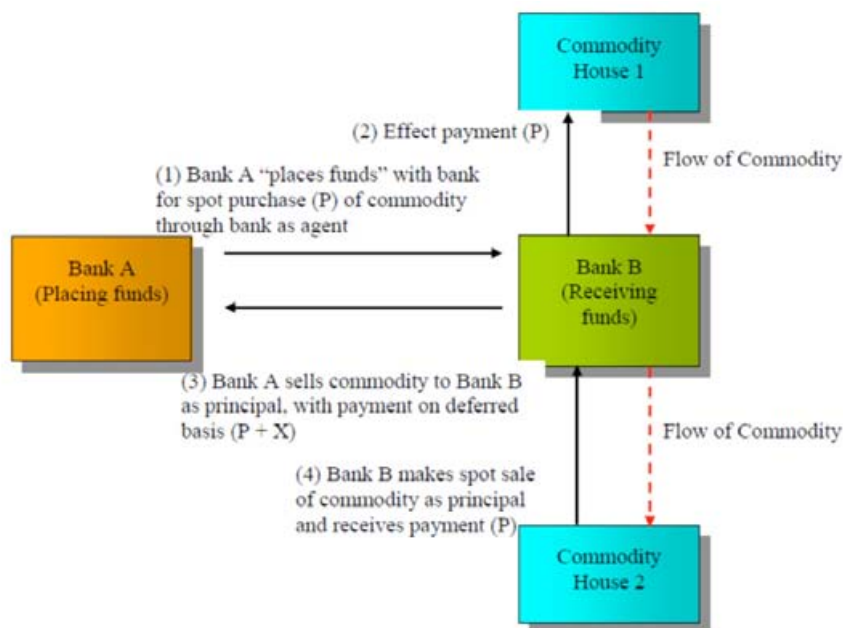 Commodity
House 1
(2) Effect payment (P)
Flow of Commodity
(1) Bank A “places funds” with bank
for spot purchase (P) of commodity
through bank as agent
Bank A
(Placing funds)
Bank B
(Receiving
funds)
(3) Bank A sells commodity to Bank B
as principal, with payment on deferred
basis (P + X)
Flow of Commodity
(4) Bank B makes spot sale
of commodity as principal
and receives payment (P)
Commodity
House 2